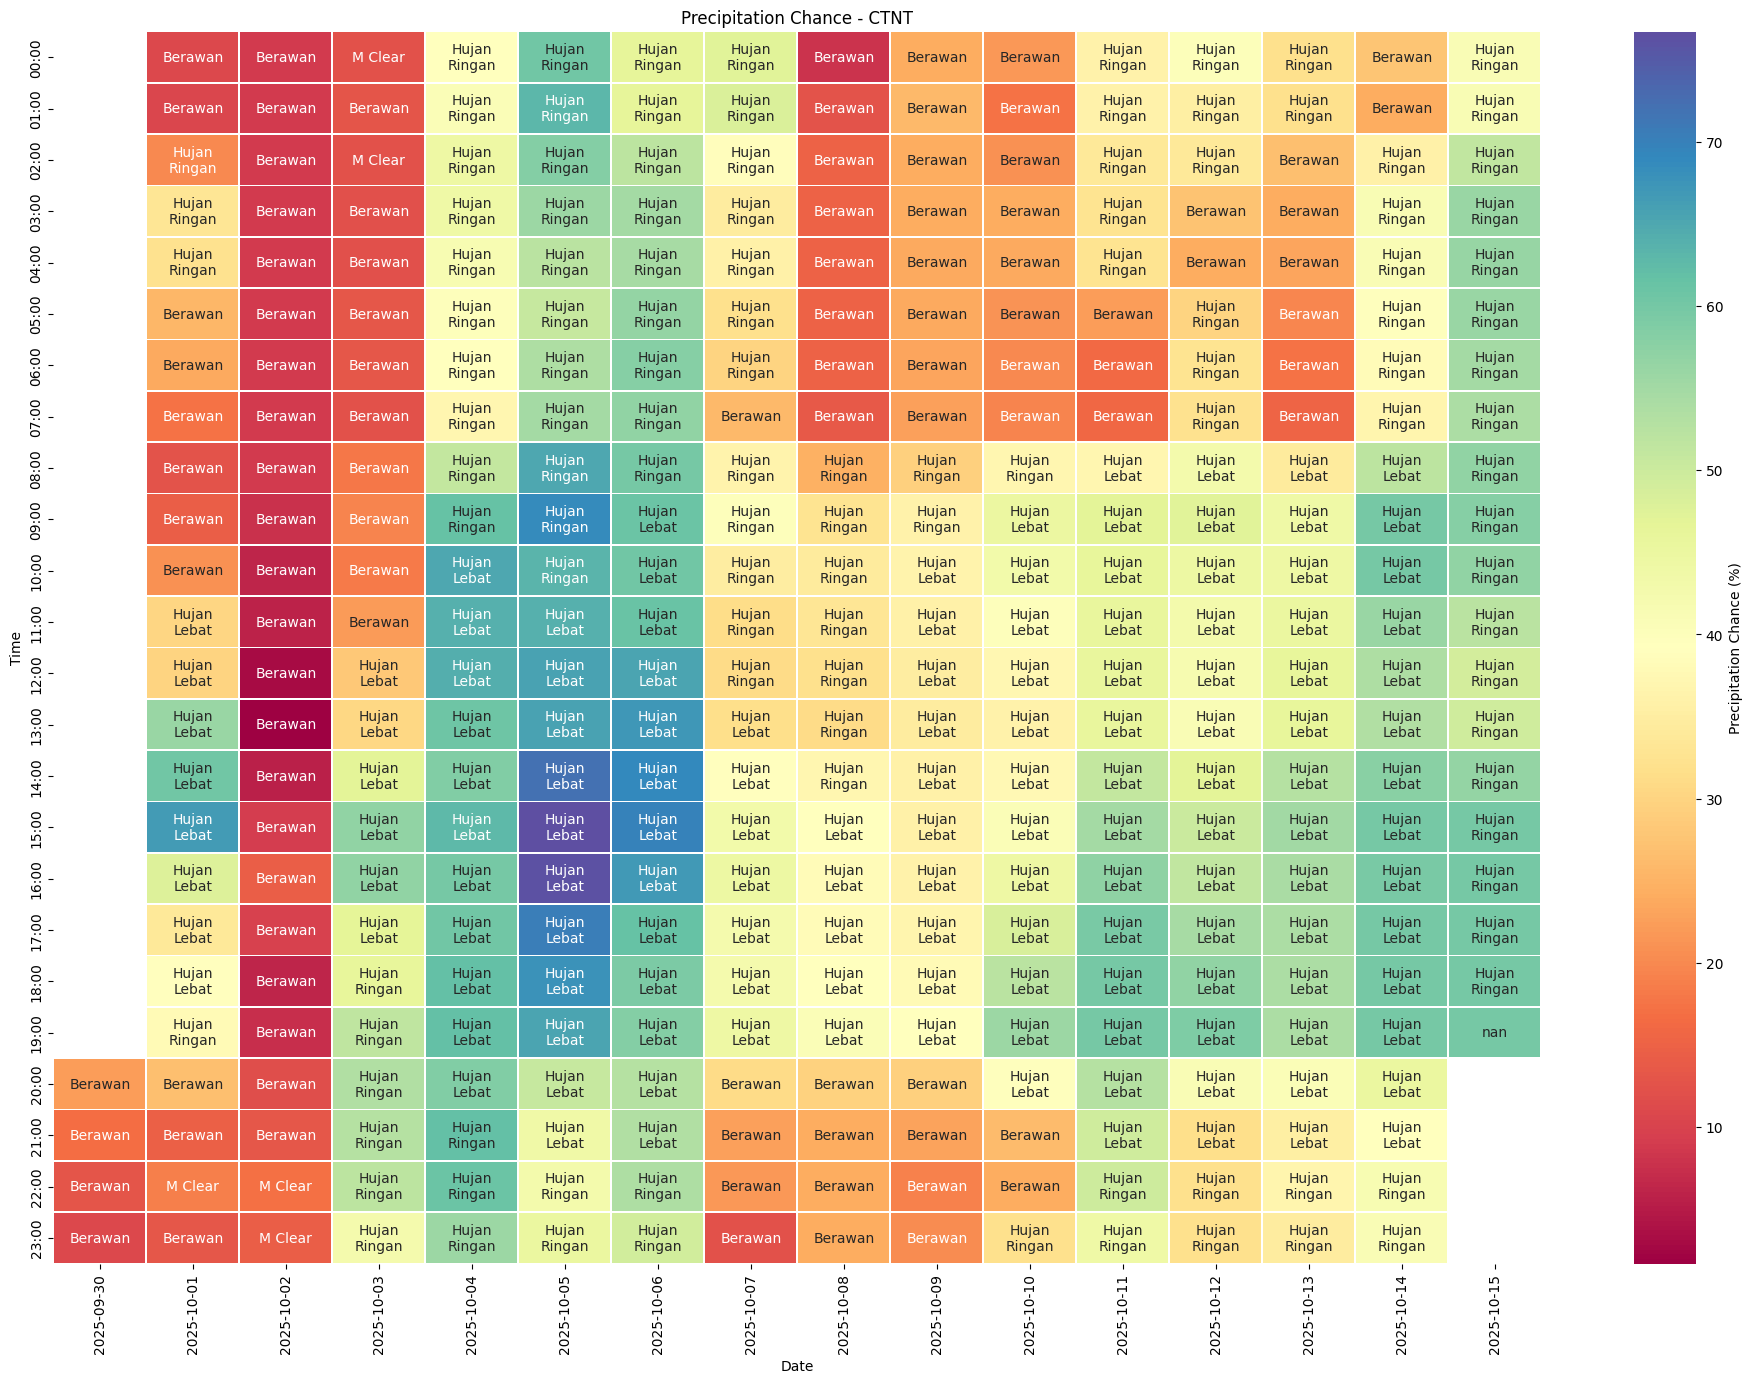 Precipitation Chance - CTNT
00:00 Berawan Berawan M Clear Hujan Ringan Hujan Ringan Hujan Ringan Hujan Ringan Berawan Berawan Berawan Hujan Ringan Hujan Ringan Hujan Ringan Berawan Hujan Ringan
01:00 Berawan Berawan Berawan Hujan Ringan Hujan Ringan Hujan Ringan Hujan Ringan Berawan Berawan Berawan Hujan Ringan Hujan Ringan Hujan Ringan Berawan Hujan Ringan
02:00 Hujan Ringan Berawan M Clear Hujan Ringan Hujan Ringan Hujan Ringan Hujan Ringan Berawan Berawan Berawan Hujan Ringan Hujan Ringan Berawan Hujan Ringan Hujan Ringan
03:00 Hujan Ringan Berawan Berawan Hujan Ringan Hujan Ringan Hujan Ringan Hujan Ringan Berawan Berawan Berawan Hujan Ringan Berawan Berawan Hujan Ringan Hujan Ringan
04:00 Hujan Ringan Berawan Berawan Hujan Ringan Hujan Ringan Hujan Ringan Hujan Ringan Berawan Berawan Berawan Hujan Ringan Berawan Berawan Hujan Ringan Hujan Ringan
05:00 Berawan Berawan Berawan Hujan Ringan Hujan Ringan Hujan Ringan Hujan Ringan Berawan Berawan Berawan Berawan Hujan Ringan Berawan Hujan Ringan Hujan Ringan
06:00 Berawan Berawan Berawan Hujan Ringan Hujan Ringan Hujan Ringan Hujan Ringan Berawan Berawan Berawan Berawan Hujan Ringan Berawan Hujan Ringan Hujan Ringan
07:00 Berawan Berawan Berawan Hujan Ringan Hujan Ringan Hujan Ringan Berawan Berawan Berawan Berawan Berawan Hujan Ringan Berawan Hujan Ringan Hujan Ringan
08:00 Berawan Berawan Berawan Hujan Ringan Hujan Ringan Hujan Ringan Hujan Ringan Hujan Ringan Hujan Ringan Hujan Ringan Hujan Lebat Hujan Lebat Hujan Lebat Hujan Lebat Hujan Ringan
09:00 Berawan Berawan Berawan Hujan Ringan Hujan Ringan Hujan Lebat Hujan Ringan Hujan Ringan Hujan Ringan Hujan Lebat Hujan Lebat Hujan Lebat Hujan Lebat Hujan Lebat Hujan Ringan
10:00 Berawan Berawan Berawan Hujan Lebat Hujan Ringan Hujan Lebat Hujan Ringan Hujan Ringan Hujan Lebat Hujan Lebat Hujan Lebat Hujan Lebat Hujan Lebat Hujan Lebat Hujan Ringan
11:00 Hujan Lebat Berawan Berawan Hujan Lebat Hujan Lebat Hujan Lebat Hujan Ringan Hujan Ringan Hujan Lebat Hujan Lebat Hujan Lebat Hujan Lebat Hujan Lebat Hujan Lebat Hujan Ringan
12:00 Hujan Lebat Berawan Hujan Lebat Hujan Lebat Hujan Lebat Hujan Lebat Hujan Ringan Hujan Ringan Hujan Lebat Hujan Lebat Hujan Lebat Hujan Lebat Hujan Lebat Hujan Lebat Hujan Ringan
13:00 Hujan Lebat Berawan Hujan Lebat Hujan Lebat Hujan Lebat Hujan Lebat Hujan Lebat Hujan Ringan Hujan Lebat Hujan Lebat Hujan Lebat Hujan Lebat Hujan Lebat Hujan Lebat Hujan Ringan
14:00 Hujan Lebat Berawan Hujan Lebat Hujan Lebat Hujan Lebat Hujan Lebat Hujan Lebat Hujan Ringan Hujan Lebat Hujan Lebat Hujan Lebat Hujan Lebat Hujan Lebat Hujan Lebat Hujan Ringan
15:00 Hujan Lebat Berawan Hujan Lebat Hujan Lebat Hujan Lebat Hujan Lebat Hujan Lebat Hujan Lebat Hujan Lebat Hujan Lebat Hujan Lebat Hujan Lebat Hujan Lebat Hujan Lebat Hujan Ringan
16:00 Hujan Lebat Berawan Hujan Lebat Hujan Lebat Hujan Lebat Hujan Lebat Hujan Lebat Hujan Lebat Hujan Lebat Hujan Lebat Hujan Lebat Hujan Lebat Hujan Lebat Hujan Lebat Hujan Ringan
17:00 Hujan Lebat Berawan Hujan Lebat Hujan Lebat Hujan Lebat Hujan Lebat Hujan Lebat Hujan Lebat Hujan Lebat Hujan Lebat Hujan Lebat Hujan Lebat Hujan Lebat Hujan Lebat Hujan Ringan
18:00 Hujan Lebat Berawan Hujan Ringan Hujan Lebat Hujan Lebat Hujan Lebat Hujan Lebat Hujan Lebat Hujan Lebat Hujan Lebat Hujan Lebat Hujan Lebat Hujan Lebat Hujan Lebat Hujan Ringan
19:00 Hujan Ringan Berawan Hujan Ringan Hujan Lebat Hujan Lebat Hujan Lebat Hujan Lebat Hujan Lebat Hujan Lebat Hujan Lebat Hujan Lebat Hujan Lebat Hujan Lebat Hujan Lebat nan
20:00 Berawan Berawan Berawan Hujan Ringan Hujan Lebat Hujan Lebat Hujan Lebat Berawan Berawan Berawan Hujan Lebat Hujan Lebat Hujan Lebat Hujan Lebat Hujan Lebat
21:00 Berawan Berawan Berawan Hujan Ringan Hujan Ringan Hujan Lebat Hujan Lebat Berawan Berawan Berawan Berawan Hujan Lebat Hujan Lebat Hujan Lebat Hujan Lebat
22:00 Berawan M Clear M Clear Hujan Ringan Hujan Ringan Hujan Ringan Hujan Ringan Berawan Berawan Berawan Berawan Hujan Ringan Hujan Ringan Hujan Ringan Hujan Ringan
23:00 Berawan Berawan M Clear Hujan Ringan Hujan Ringan Hujan Ringan Hujan Ringan Berawan Berawan Berawan Hujan Ringan Hujan Ringan Hujan Ringan Hujan Ringan Hujan Ringan
Time
2025-09-30 2025-10-01 2025-10-02 2025-10-03 2025-10-04 2025-10-05 2025-10-06 2025-10-07 2025-10-08 2025-10-09 2025-10-10 2025-10-11 2025-10-12 2025-10-13 2025-10-14 2025-10-15
Date
70
60
50
40
30
20
10
Precipitation Chance (%)